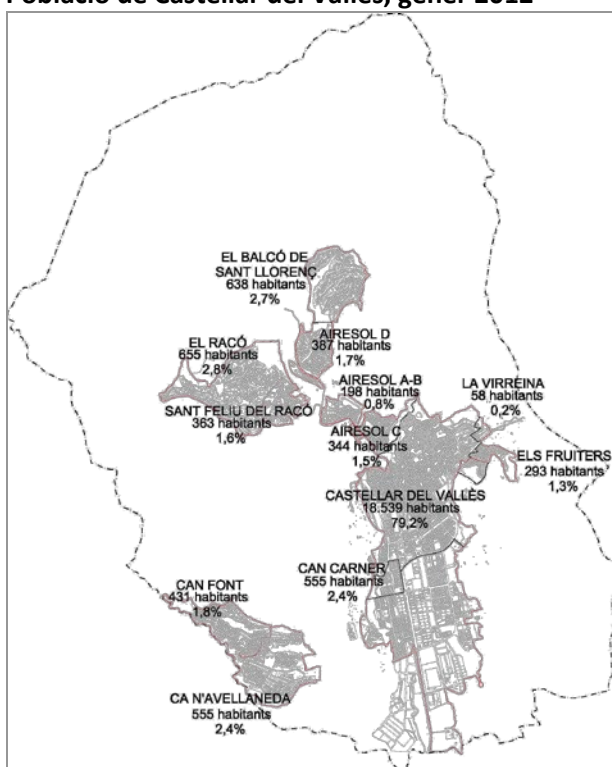 Població de Castellar del Vallès, gener 2012
EL BALCÓ DE
SANT LLORENÇ
638 habitants
2,7%
AIRESOL D
387 habitants
1,7%
EL RACÓ
655 habitants
2,8%
AIRESOL A-B
198 habitants
0,8%
LA VIRREINA
58 habitants
0,2%
SANT FELIU DEL RACÓ
363 habitants
1,6%
AIRESOL C
344 habitants
1,5%
ELS FRUITERS
293 habitants
1,3%
CASTELLAR DEL VALLÈS
18.539 habitants
79,2%
CAN CARNER
555 habitants
2,4%
CAN FONT
431 habitants
1,8%
CA N'AVELLANEDA
555 habitants
2,4%